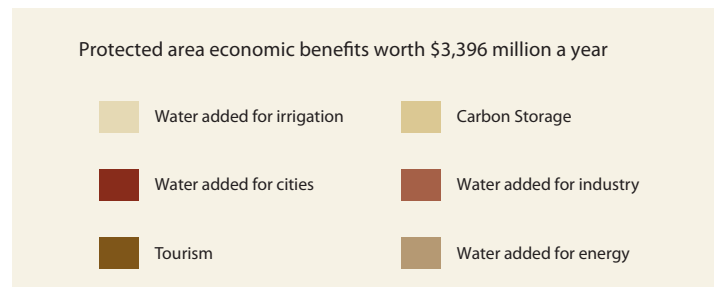 Protected area economic benefits worth $3,396 million a year
Water added for irrigation
Carbon Storage
Water added for cities
Water added for industry
Tourism
Water added for energy